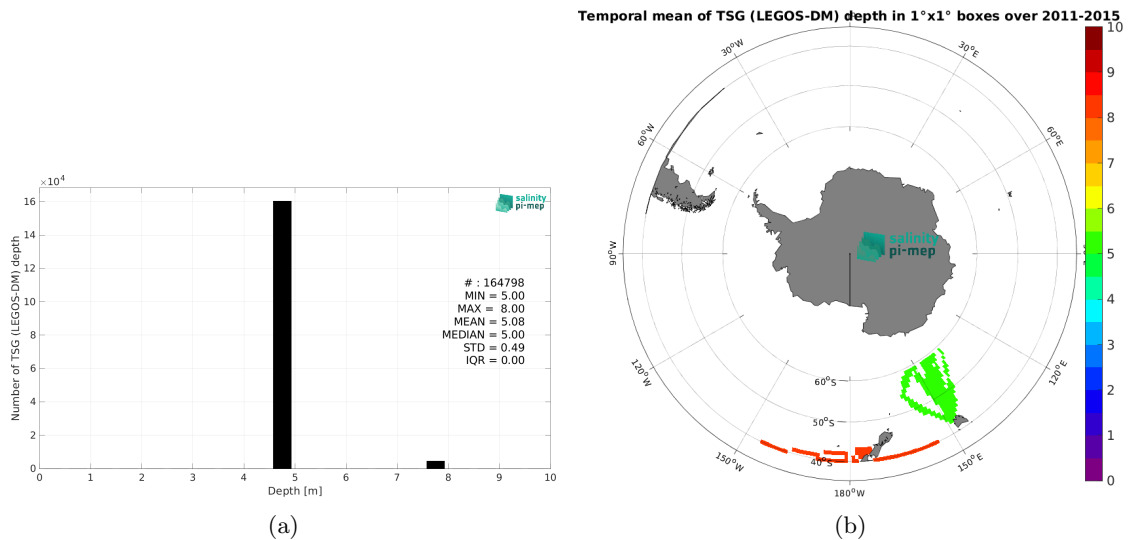 Temporal mean of TSG (LEGOS-DM) depth in 1°x1° boxes over 2011-2015
×10⁴
16
14
12
10
8
6
4
2
0
Number of TSG (LEGOS-DM) depth
0 1 2 3 4 5 6 7 8 9 10
Depth [m]
salinity
pi-mep
# : 164798
MIN = 5.00
MAX = 8.00
MEAN = 5.08
MEDIAN = 5.00
STD = 0.49
IQR = 0.00
(a)
30°W
30°E
60°W
60°E
90°W
salinity
pi-mep
120°W
120°E
60°S
50°S
40°S
150°W
150°E
180°W
10
9
8
7
6
5
4
3
2
1
0
(b)